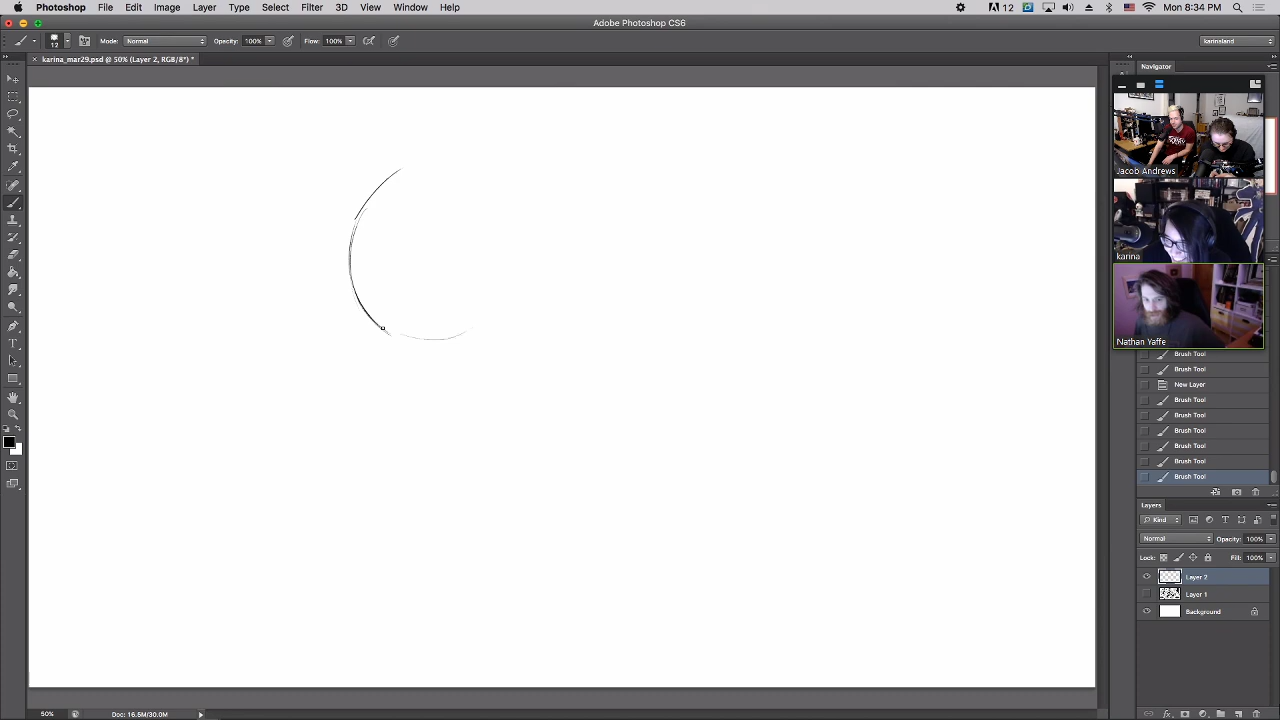 Photoshop File Edit Image Layer Type Select Filter 3D View Window Help
12 Mon 8:34 PM
Adobe Photoshop CS6
12 Mode: Normal Opacity: 100% Flow: 100% karinaland
karina_mar29.psd @ 50% (Layer 2, RGB/8*) *
Navigator
Jacob Andrews
karina
Nathan Yaffe
Brush Tool
Brush Tool
New Layer
Brush Tool
Brush Tool
Brush Tool
Brush Tool
Brush Tool
Brush Tool
Layers
Kind
Normal Opacity: 100%
Lock: Fill: 100%
Layer 2
Layer 1
Background
50% Doc: 16.5M/30.0M